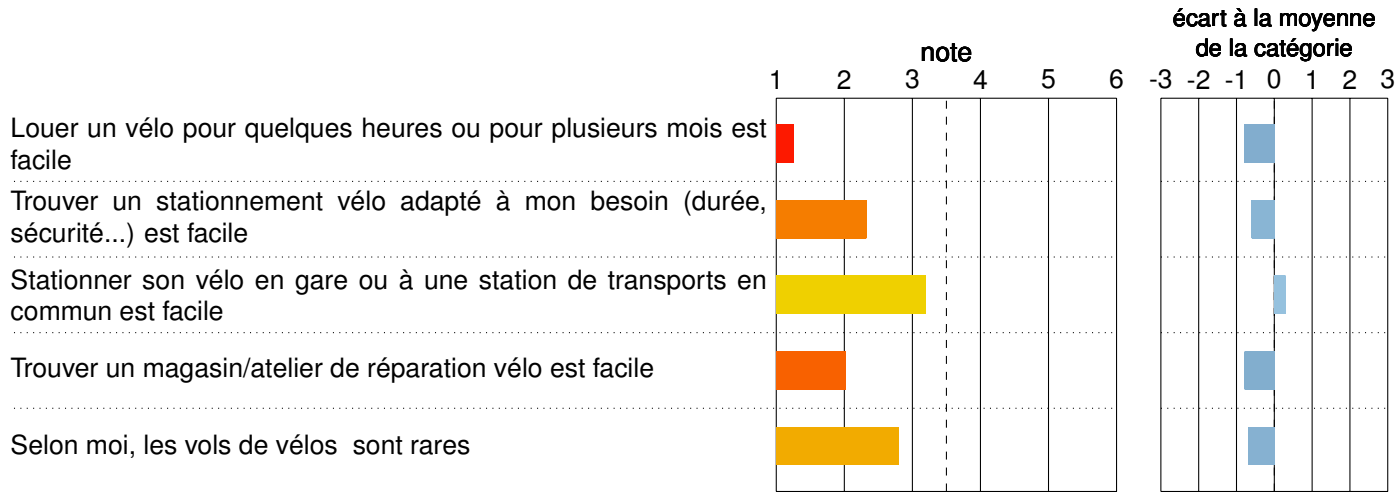 écart à la moyenne
note
de la catégorie
1 2 3 4 5 6 -3 -2 -1 0 1 2 3
Louer un vélo pour quelques heures ou pour plusieurs mois est
facile
Trouver un stationnement vélo adapté à mon besoin (durée,
sécurité...) est facile
Stationner son vélo en gare ou à une station de transports en
commun est facile
Trouver un magasin/atelier de réparation vélo est facile
Selon moi, les vols de vélos sont rares